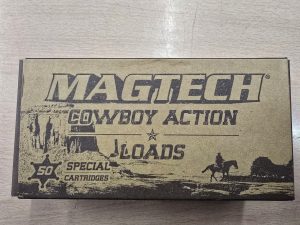 MAGTECH®
COWBOY ACTION
LOADS
50 SPECIAL
CARTRIDGES